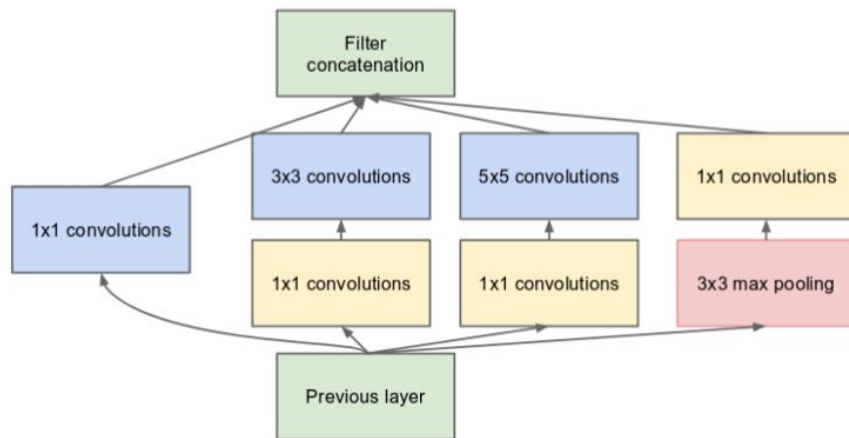 Filter
concatenation
3x3 convolutions
5x5 convolutions
1x1 convolutions
1x1 convolutions
1x1 convolutions
1x1 convolutions
3x3 max pooling
Previous layer